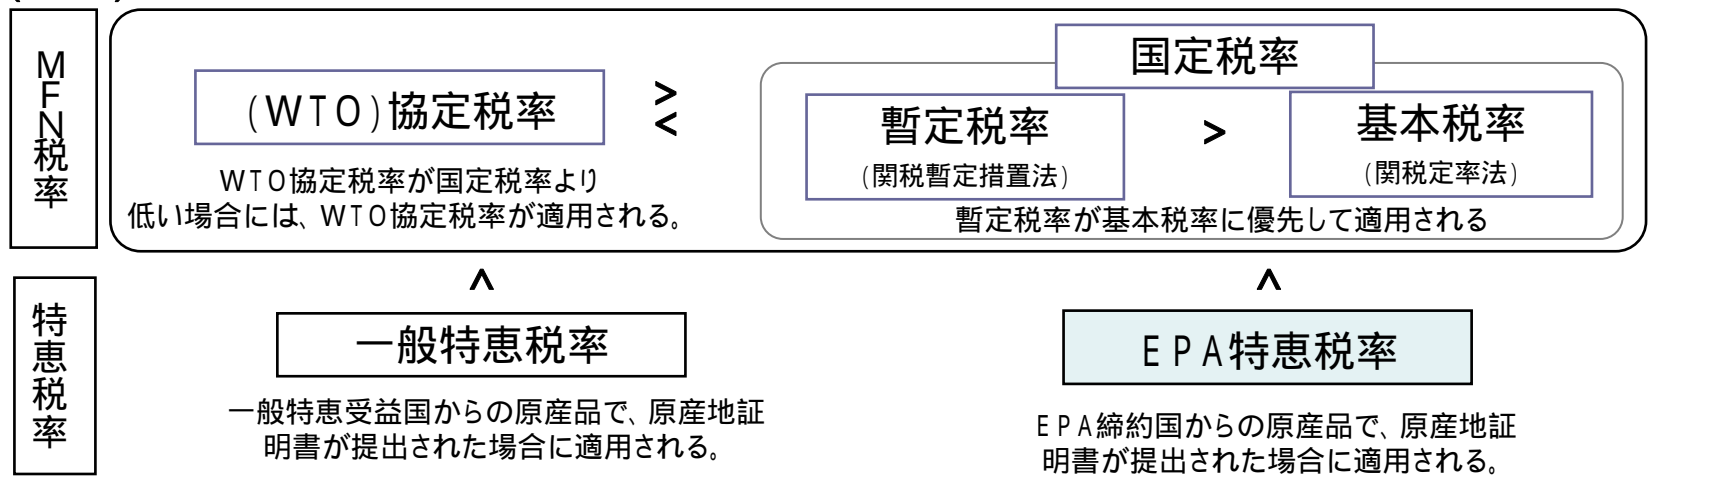 MFN税率
国定税率
(WTO)協定税率
>
<
暫定税率
(関税暫定措置法)
>
基本税率
(関税定率法)
WTO協定税率が国定税率より
低い場合には、WTO協定税率が適用される。
暫定税率が基本税率に優先して適用される
特恵税率
一般特恵税率
一般特恵受益国からの原産品で、原産地証
明書が提出された場合に適用される。
EPA特恵税率
EPA締約国からの原産品で、原産地証
明書が提出された場合に適用される。